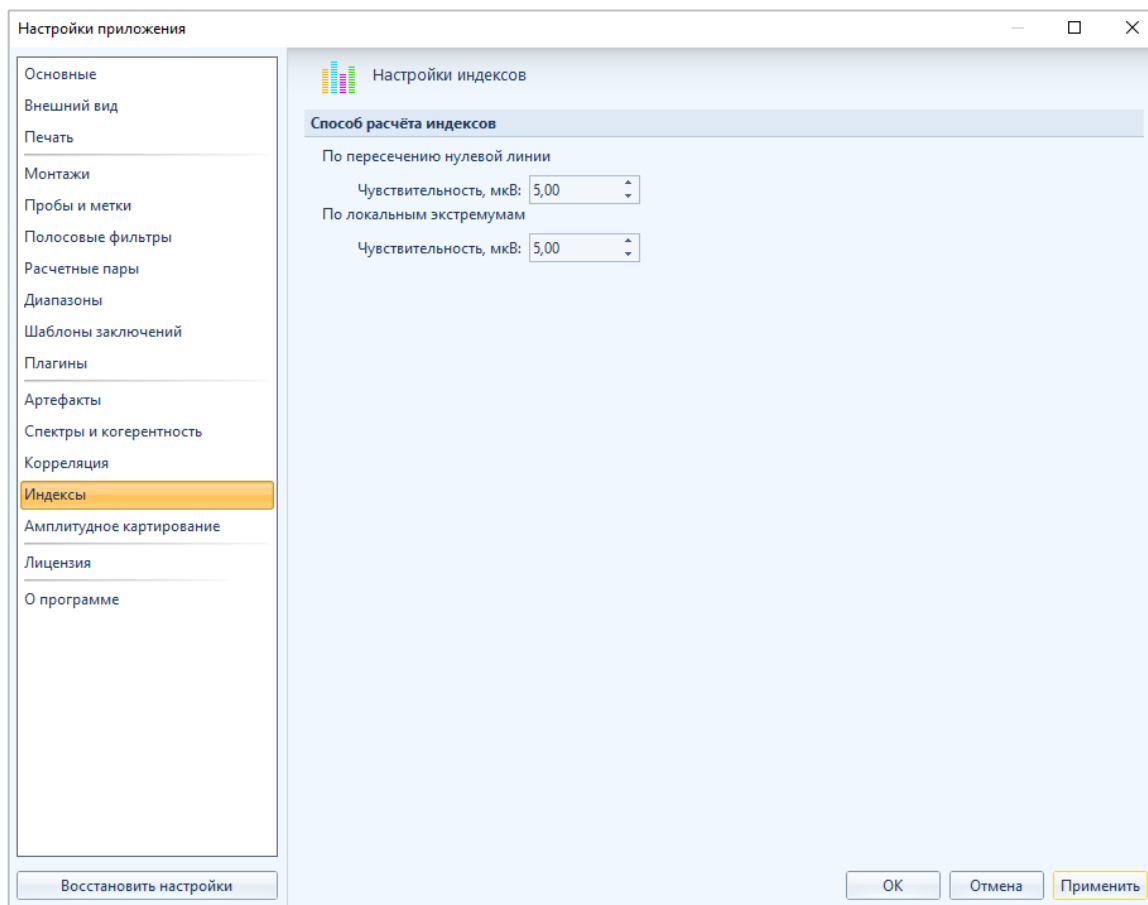 Настройки приложения
Основные
Внешний вид
Печать
Монтажи
Пробы и метки
Полосовые фильтры
Расчетные пары
Диапазоны
Шаблоны заключений
Плагины
Артефакты
Спектры и когерентность
Корреляция
Индексы
Амплитудное картирование
Лицензия
О программе
Восстановить настройки
Настройки индексов
Способ расчёта индексов
По пересечению нулевой линии
Чувствительность, мкВ: 5,00
По локальным экстремумам
Чувствительность, мкВ: 5,00
ОК Отмена Применить